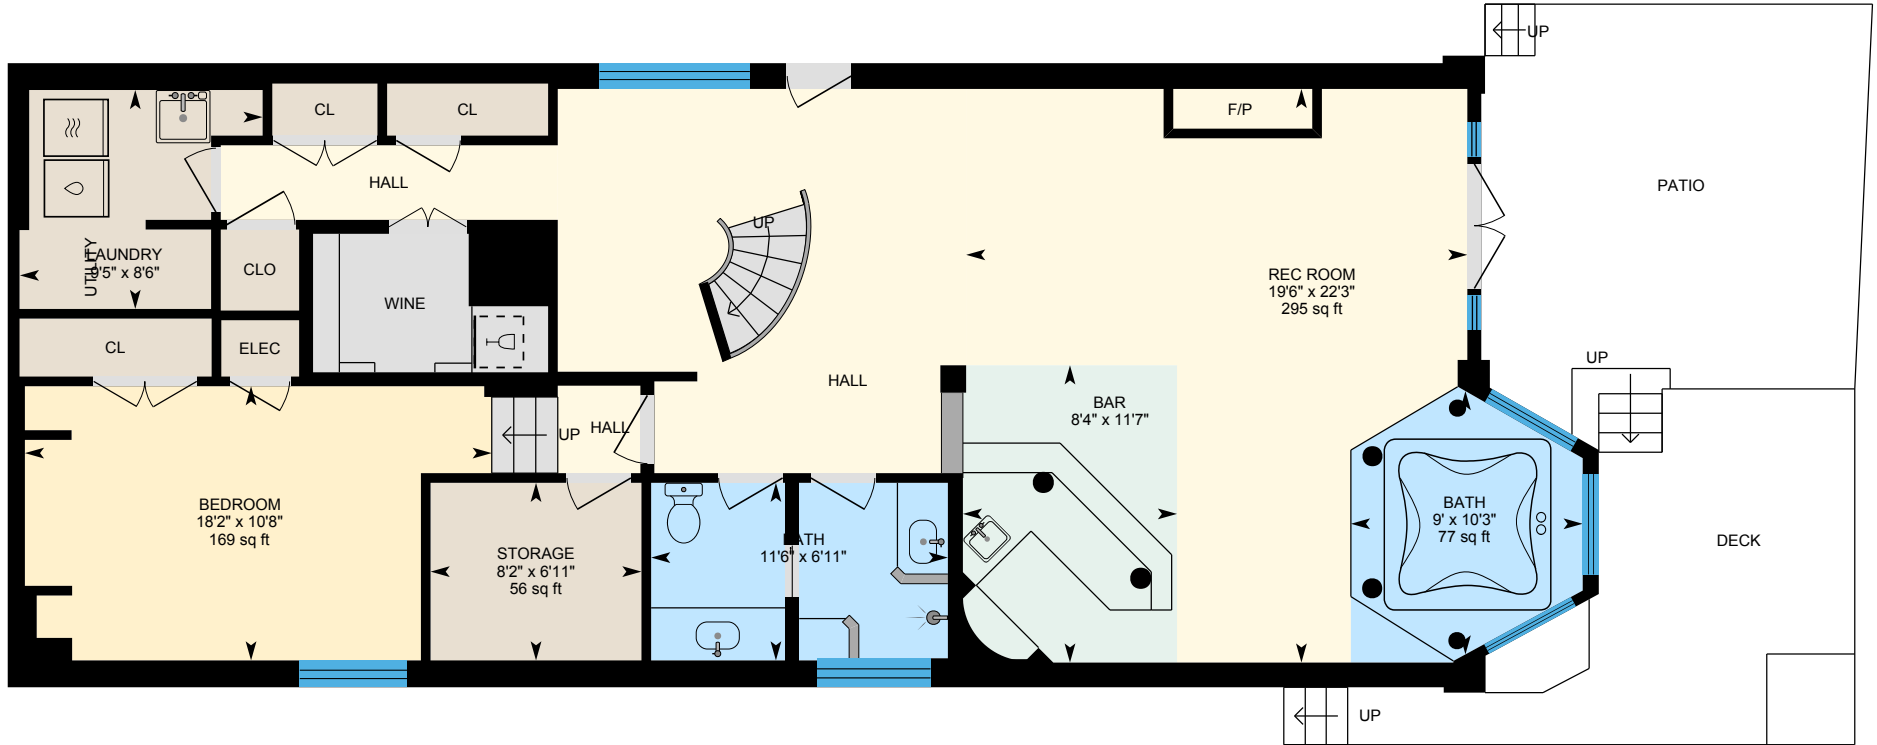 UP
CL
CL
F/P
HALL
PATIO
UP
UTILITY
LAUNDRY
9'5" x 8'6"
CLO
WINE
REC ROOM
19'6" x 22'3"
295 sq ft
CL
ELEC
UP
HALL
BAR
8'4" x 11'7"
UP
HALL
BEDROOM
18'2" x 10'8"
169 sq ft
STORAGE
8'2" x 6'11"
56 sq ft
BATH
11'6" x 6'11"
BATH
9' x 10'3"
77 sq ft
DECK
UP